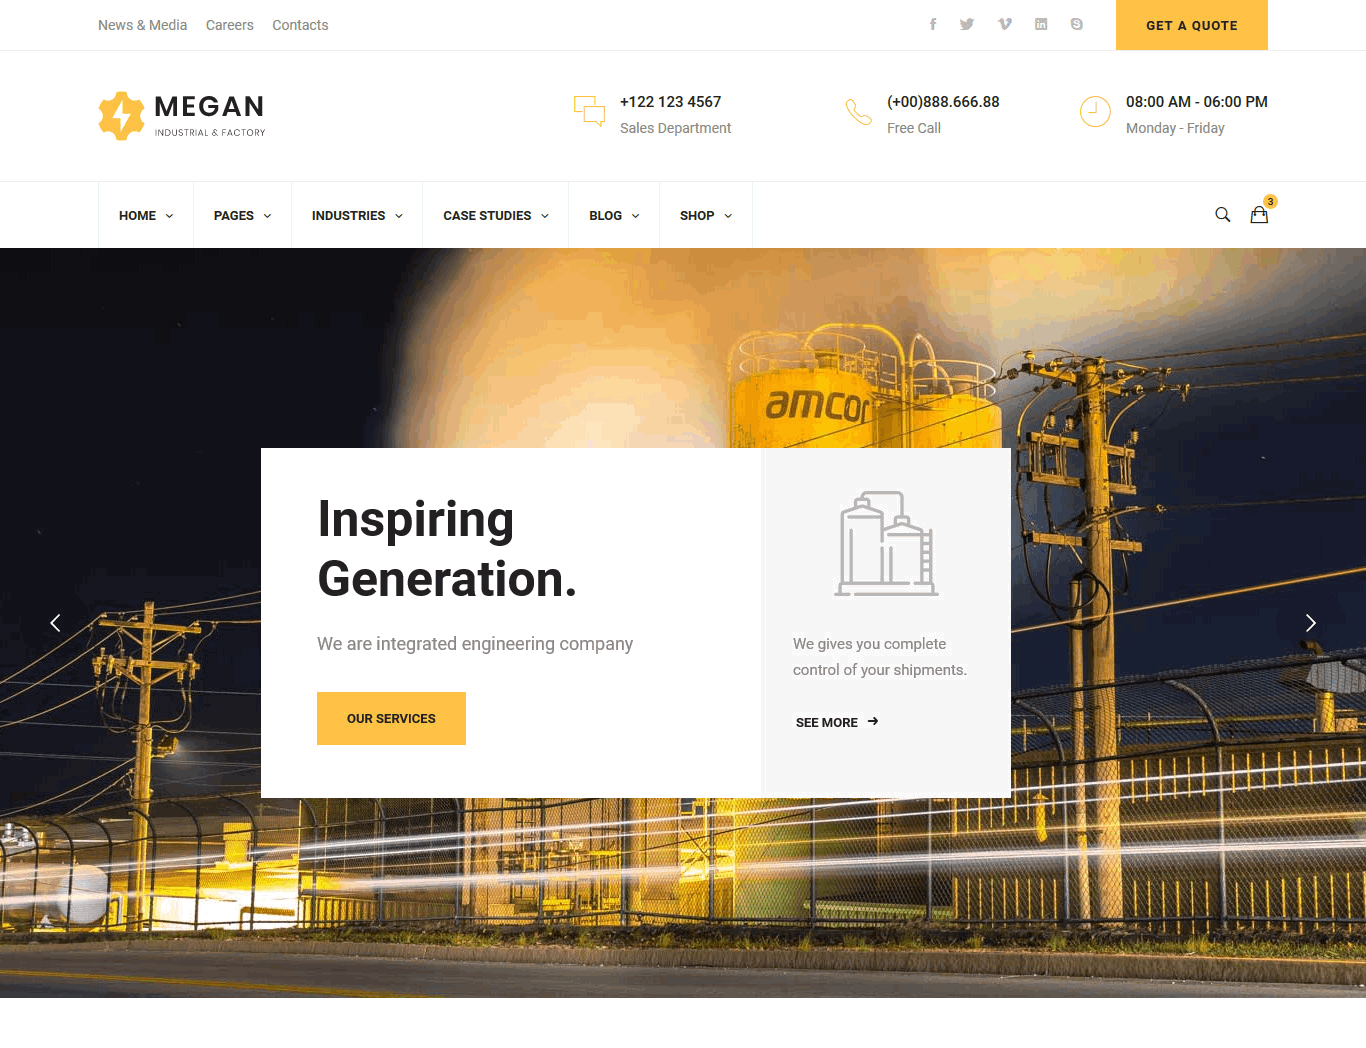 News & Media Careers Contacts
GET A QUOTE
MEGAN
INDUSTRIAL & FACTORY
+122 123 4567
Sales Department
(+00)888.666.88
Free Call
08:00 AM - 06:00 PM
Monday - Friday
HOME PAGES INDUSTRIES CASE STUDIES BLOG SHOP
3
amcor
Inspiring
Generation.
We are integrated engineering company
OUR SERVICES
We gives you complete
control of your shipments.
SEE MORE